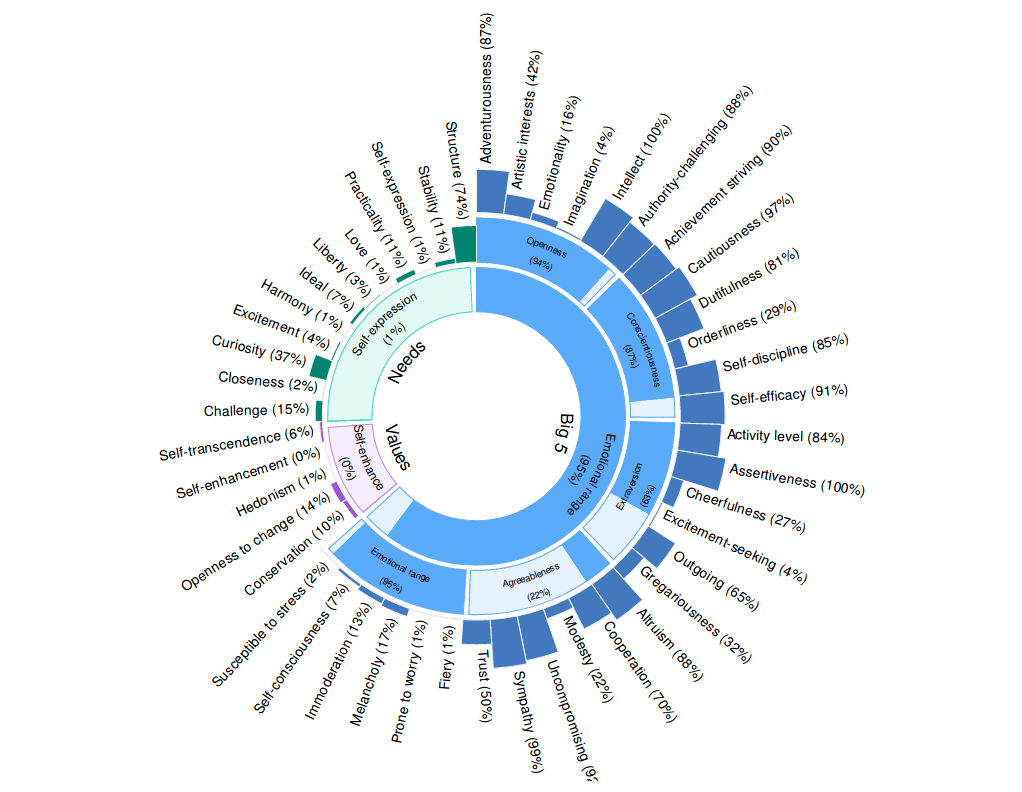 Adventurousness (87%)
Artistic interests (42%)
Emotionality (16%)
Imagination (4%)
Intellect (100%)
Authority-challenging (88%)
Achievement striving (90%)
Cautiousness (97%)
Dutifulness (81%)
Orderliness (29%)
Self-discipline (85%)
Self-efficacy (91%)
Activity level (84%)
Assertiveness (100%)
Cheerfulness (27%)
Excitement-seeking (4%)
Outgoing (65%)
Gregariousness (32%)
Altruism (88%)
Cooperation (70%)
Modesty (22%)
Uncompromising (92
Sympathy (99%)
Trust (50%)
Fiery (1%)
Prone to worry (1%)
Melancholy (17%)
Immoderation (13%)
Self-consciousness (7%)
Susceptible to stress (2%)
Conservation (10%)
Openness to change (14%)
Hedonism (1%)
Self-enhancement (0%)
Self-transcendence (6%)
Challenge (15%)
Closeness (2%)
Curiosity (37%)
Excitement (4%)
Harmony (1%)
Ideal (7%)
Liberty (3%)
Love (1%)
Practicality (11%)
Self-expression (1%)
Stability (11%)
Structure (74%)
Openness
(94%)
Conscientiousness
(87%)
Extraversion
(63%)
Agreeableness
(22%)
Emotional range
(95%)
Self-enhance
(0%)
Self-expression
(1%)
Emotional range
(95%)
Big 5
Needs
Values